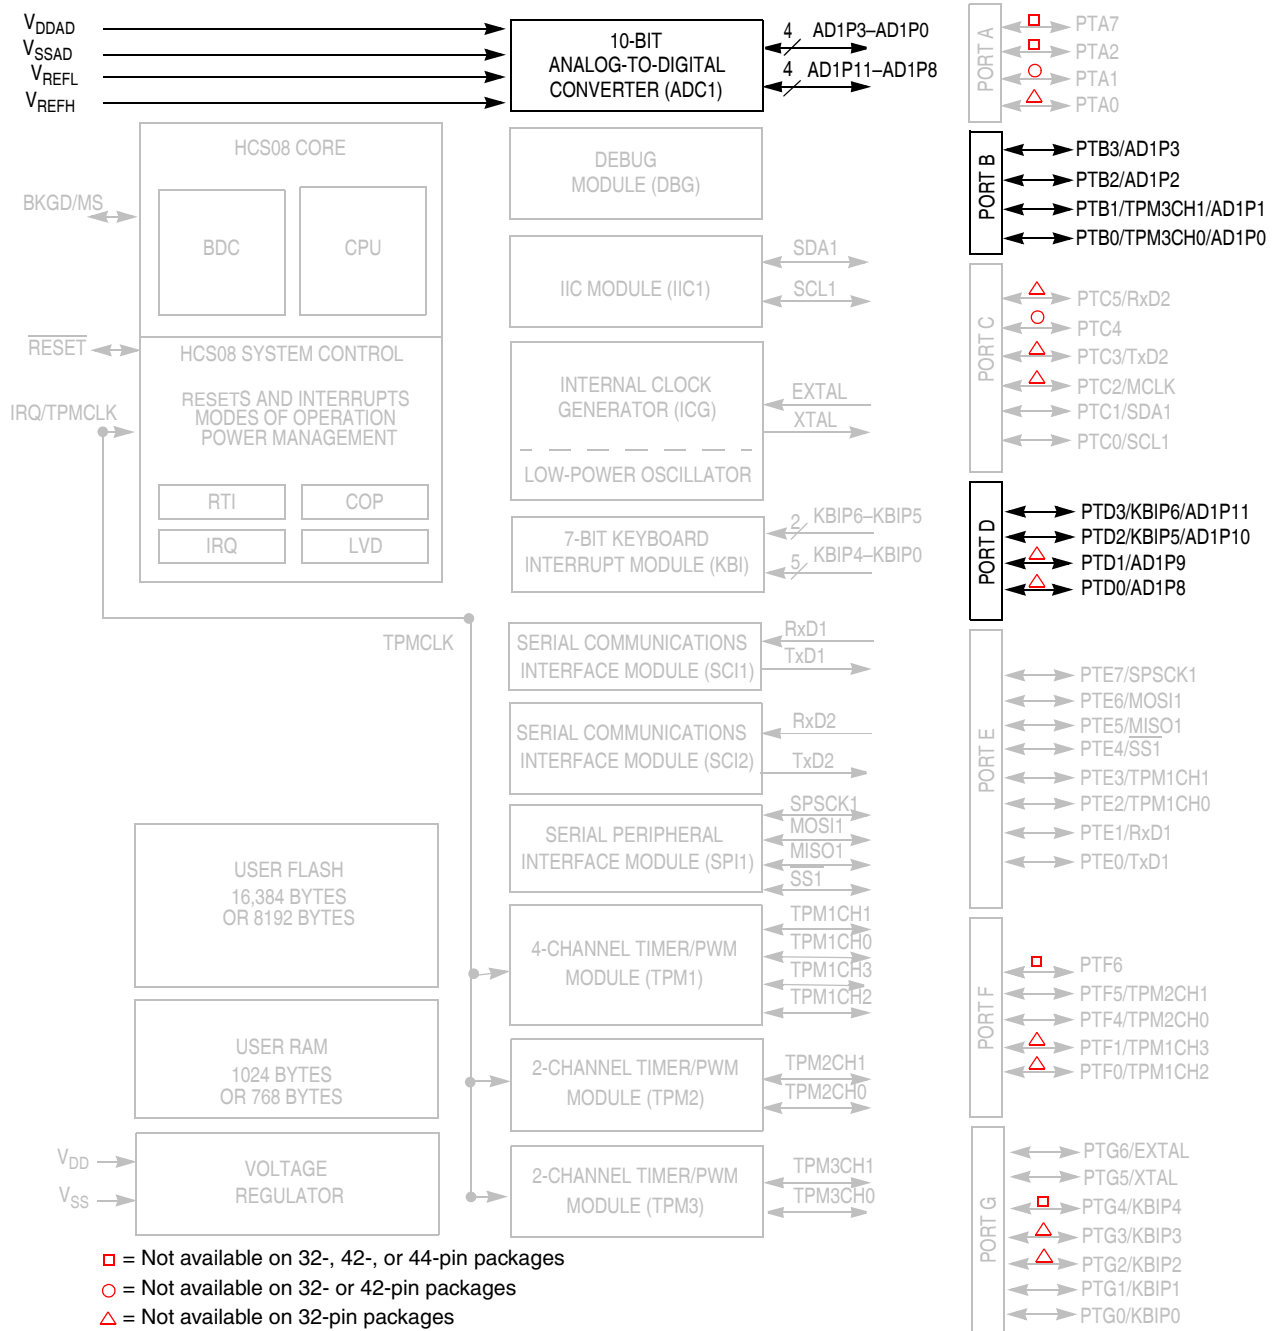 VDDAD
VSSAD
VREFL
VREFH
10-BIT
ANALOG-TO-DIGITAL
CONVERTER (ADC1)
4 AD1P3–AD1P0
4 AD1P11–AD1P8
HCS08 CORE
BDC
CPU
BKGD/MS
RESET
HCS08 SYSTEM CONTROL
RESETS AND INTERRUPTS
MODES OF OPERATION
POWER MANAGEMENT
IRQ/TPMCLK
RTI
COP
IRQ
LVD
TPMCLK
USER FLASH
16,384 BYTES
OR 8192 BYTES
USER RAM
1024 BYTES
OR 768 BYTES
VDD
VSS
VOLTAGE
REGULATOR
DEBUG
MODULE (DBG)
IIC MODULE (IIC1)
SDA1
SCL1
INTERNAL CLOCK
GENERATOR (ICG)
LOW-POWER OSCILLATOR
EXTAL
XTAL
7-BIT KEYBOARD
INTERRUPT MODULE (KBI)
2 KBIP6–KBIP5
5 KBIP4–KBIP0
SERIAL COMMUNICATIONS
INTERFACE MODULE (SCI1)
RxD1
TxD1
SERIAL COMMUNICATIONS
INTERFACE MODULE (SCI2)
RxD2
TxD2
SERIAL PERIPHERAL
INTERFACE MODULE (SPI1)
SPSCK1
MOSI1
MISO1
SS1
4-CHANNEL TIMER/PWM
MODULE (TPM1)
TPM1CH1
TPM1CH0
TPM1CH3
TPM1CH2
2-CHANNEL TIMER/PWM
MODULE (TPM2)
TPM2CH1
TPM2CH0
2-CHANNEL TIMER/PWM
MODULE (TPM3)
TPM3CH1
TPM3CH0
PORT A
PTA7
PTA2
PTA1
PTA0
PORT B
PTB3/AD1P3
PTB2/AD1P2
PTB1/TPM3CH1/AD1P1
PTB0/TPM3CH0/AD1P0
PORT C
PTC5/RxD2
PTC4
PTC3/TxD2
PTC2/MCLK
PTC1/SDA1
PTC0/SCL1
PORT D
PTD3/KBIP6/AD1P11
PTD2/KBIP5/AD1P10
PTD1/AD1P9
PTD0/AD1P8
PORT E
PTE7/SPSCK1
PTE6/MOSI1
PTE5/MISO1
PTE4/SS1
PTE3/TPM1CH1
PTE2/TPM1CH0
PTE1/RxD1
PTE0/TxD1
PORT F
PTF6
PTF5/TPM2CH1
PTF4/TPM2CH0
PTF1/TPM1CH3
PTF0/TPM1CH2
PORT G
PTG6/EXTAL
PTG5/XTAL
PTG4/KBIP4
PTG3/KBIP3
PTG2/KBIP2
PTG1/KBIP1
PTG0/KBIP0
= Not available on 32-, 42-, or 44-pin packages
= Not available on 32- or 42-pin packages
= Not available on 32-pin packages